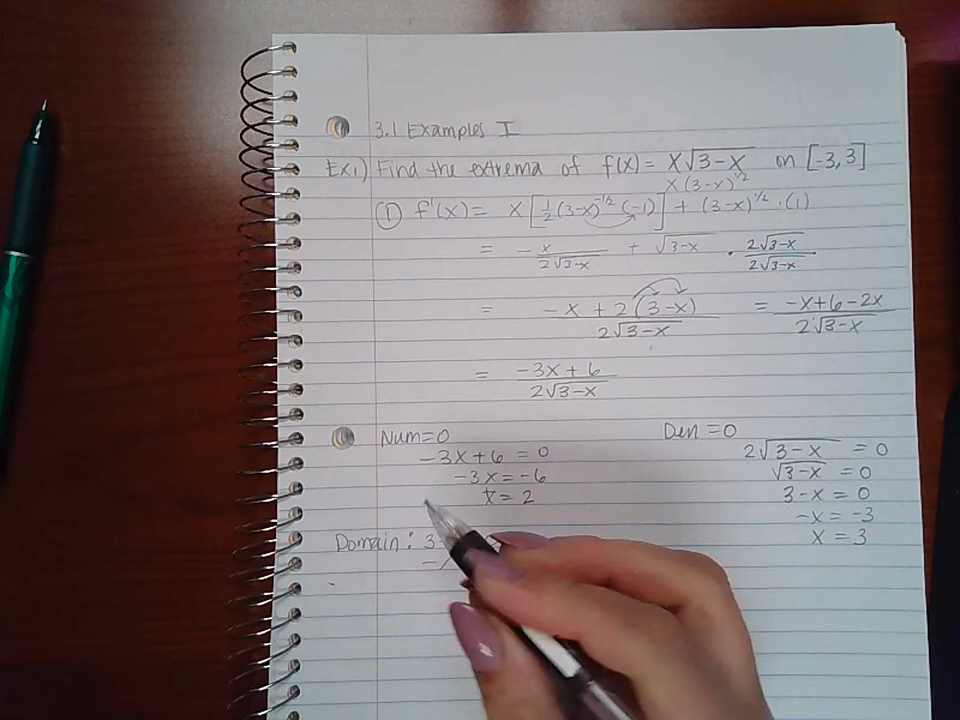 3.1 Examples I
Ex1) Find the extrema of f(x) = x√(3-x) on [-3,3]
x(3-x)^1/2
① f'(x) = x[1/2(3-x)^-1/2(-1)] + (3-x)^1/2 · (1)
= -x/(2√(3-x)) + √(3-x) · (2√(3-x))/(2√(3-x))
= (-x + 2(3-x))/(2√(3-x)) = (-x+6-2x)/(2√(3-x))
= (-3x+6)/(2√(3-x))
Num=0
-3x+6 = 0
-3x = -6
x = 2
Den =0
2√(3-x) = 0
√(3-x) = 0
3-x = 0
-x = -3
x = 3
Domain: 3
-x